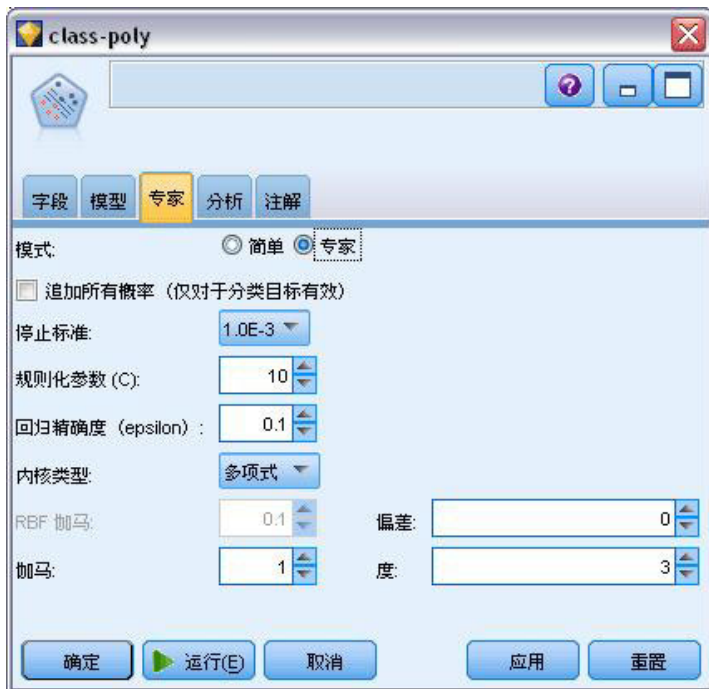 class-poly
字段 模型 专家 分析 注解
模式: 简单 专家
追加所有概率（仅对于分类目标有效）
停止标准: 1.0E-3
规则化参数 (C): 10
回归精确度（epsilon）: 0.1
内核类型: 多项式
RBF 伽马: 0.1 偏差: 0
伽马: 1 度: 3
确定 运行(E) 取消 应用 重置